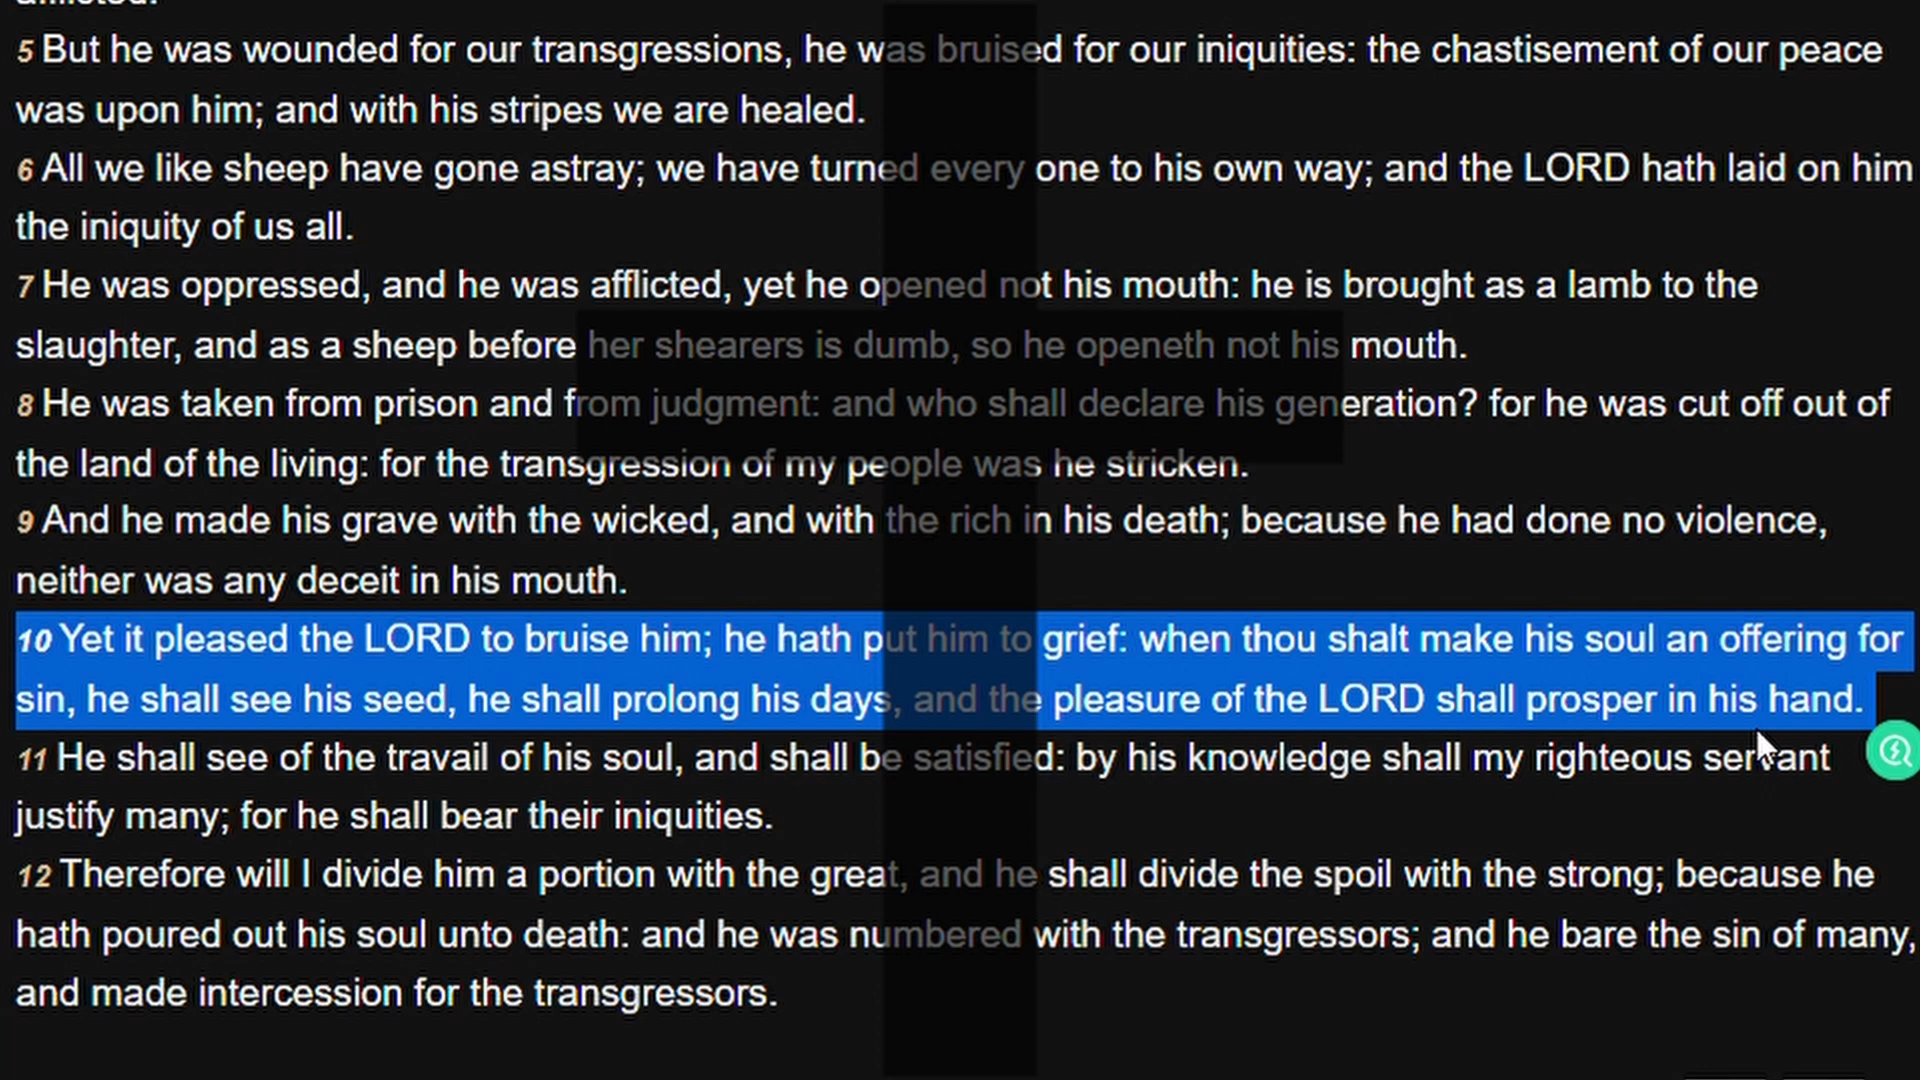 afflicted.
5 But he was wounded for our transgressions, he was bruised for our iniquities: the chastisement of our peace
was upon him; and with his stripes we are healed.
6 All we like sheep have gone astray; we have turned every one to his own way; and the LORD hath laid on him
the iniquity of us all.
7 He was oppressed, and he was afflicted, yet he opened not his mouth: he is brought as a lamb to the
slaughter, and as a sheep before her shearers is dumb, so he openeth not his mouth.
8 He was taken from prison and from judgment: and who shall declare his generation? for he was cut off out of
the land of the living: for the transgression of my people was he stricken.
9 And he made his grave with the wicked, and with the rich in his death; because he had done no violence,
neither was any deceit in his mouth.
10 Yet it pleased the LORD to bruise him; he hath put him to grief: when thou shalt make his soul an offering for
sin, he shall see his seed, he shall prolong his days, and the pleasure of the LORD shall prosper in his hand.
11 He shall see of the travail of his soul, and shall be satisfied: by his knowledge shall my righteous servant
justify many; for he shall bear their iniquities.
12 Therefore will I divide him a portion with the great, and he shall divide the spoil with the strong; because he
hath poured out his soul unto death: and he was numbered with the transgressors; and he bare the sin of many,
and made intercession for the transgressors.